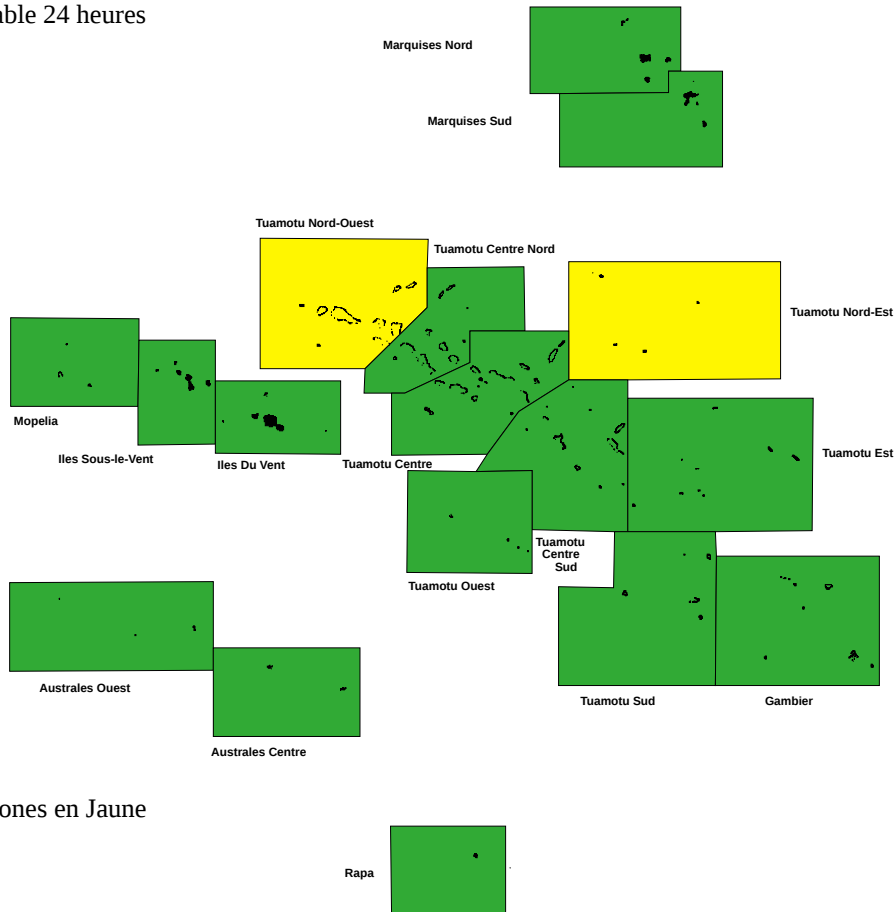 able 24 heures
Marquises Nord
Marquises Sud
Tuamotu Nord-Ouest
Tuamotu Centre Nord
Tuamotu Nord-Est
Mopelia
Iles Sous-le-Vent
Iles Du Vent
Tuamotu Centre
Tuamotu Est
Tuamotu
Centre
Sud
Tuamotu Ouest
Australes Ouest
Tuamotu Sud
Gambier
Australes Centre
ones en Jaune
Rapa